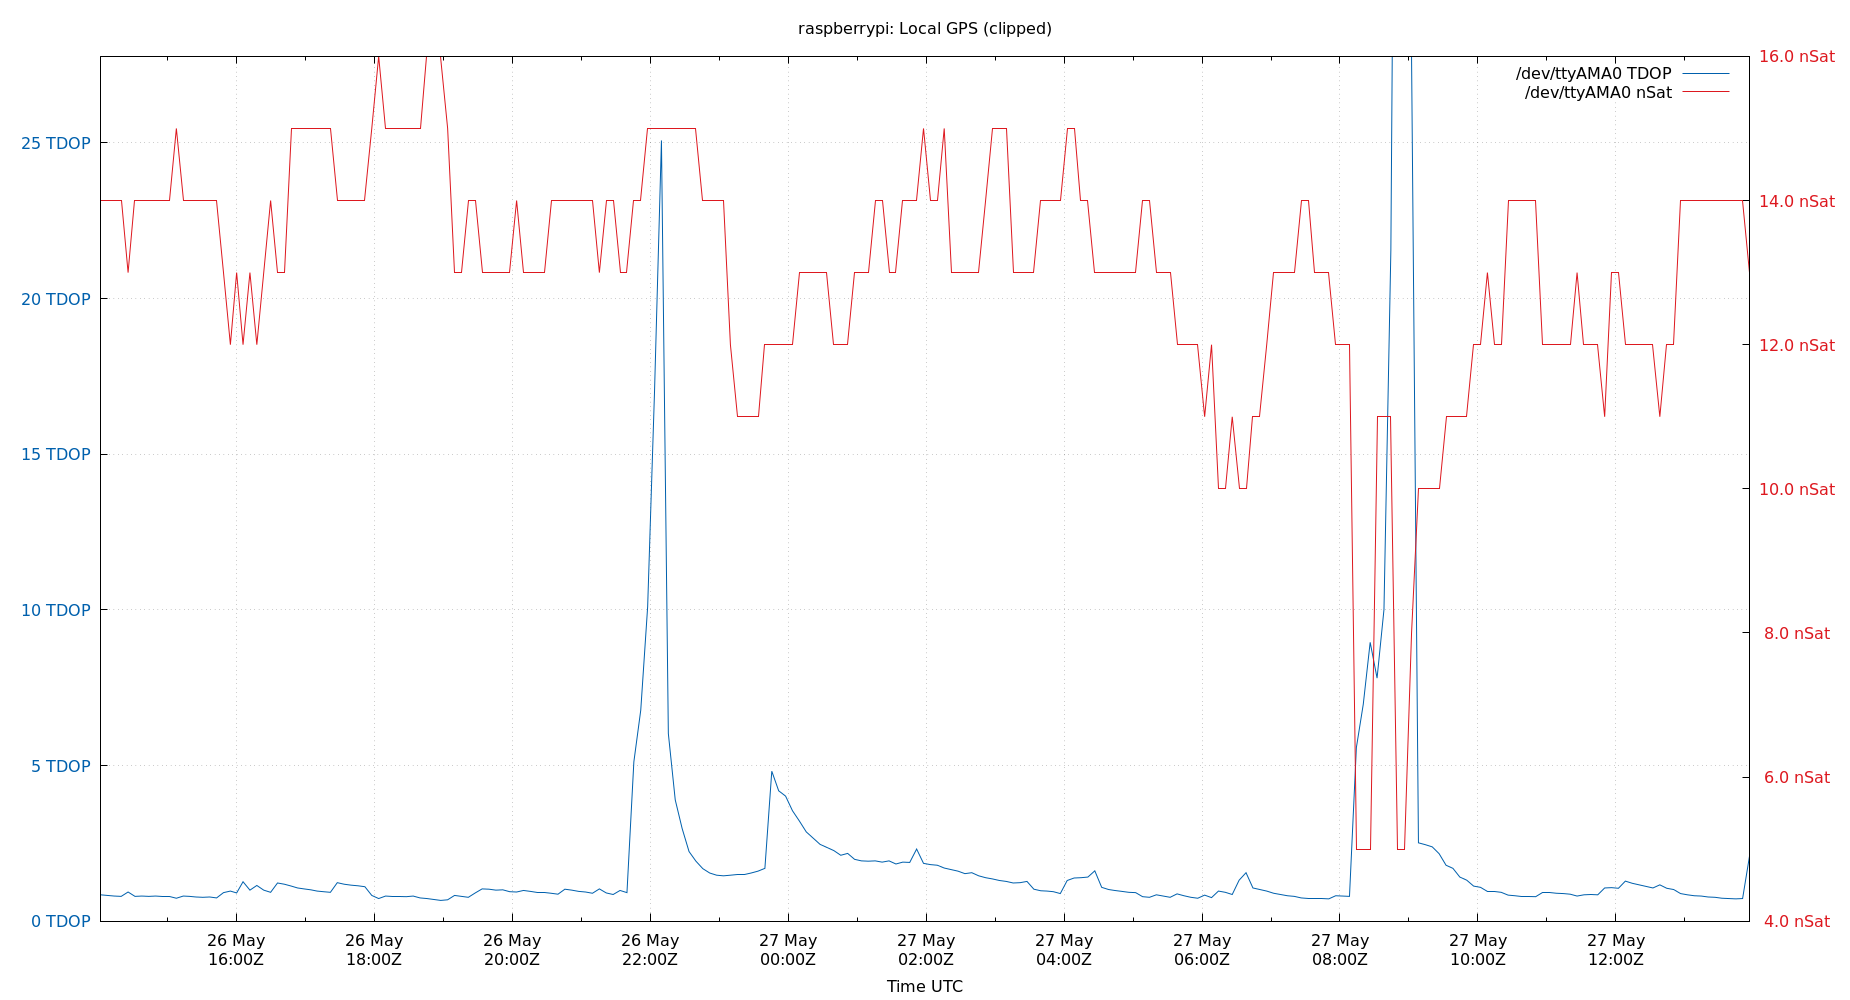 raspberrypi: Local GPS (clipped)
16.0 nSat
/dev/ttyAMA0 TDOP
/dev/ttyAMA0 nSat
25 TDOP
14.0 nSat
20 TDOP
12.0 nSat
15 TDOP
10.0 nSat
10 TDOP
8.0 nSat
5 TDOP
6.0 nSat
0 TDOP
4.0 nSat
26 May
16:00Z
26 May
18:00Z
26 May
20:00Z
26 May
22:00Z
27 May
00:00Z
27 May
02:00Z
27 May
04:00Z
27 May
06:00Z
27 May
08:00Z
27 May
10:00Z
27 May
12:00Z
Time UTC